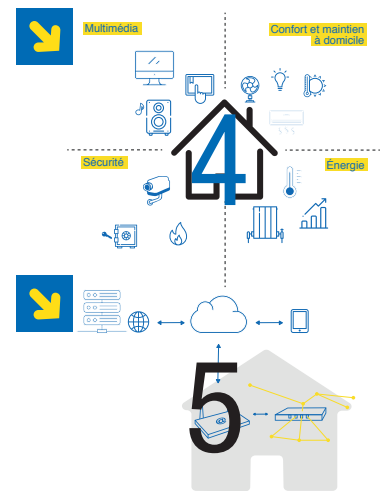 Multimédia
Confort et maintien
à domicile
4
Sécurité
Énergie
5